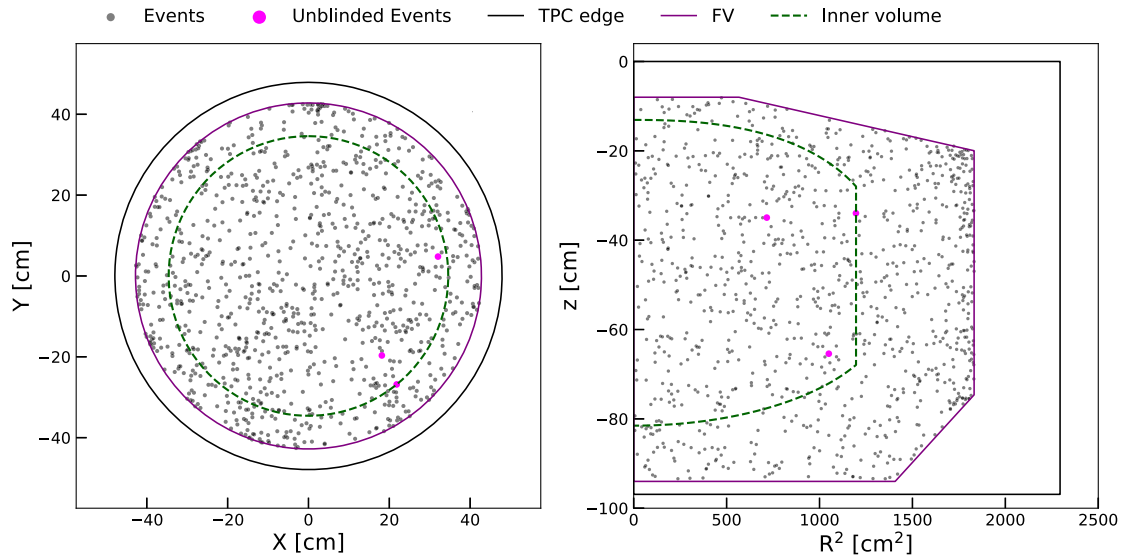 Events Unblinded Events TPC edge FV Inner volume
40
20
0
−20
−40
Y [cm]
−40 −20 0 20 40
X [cm]
0
−20
−40
−60
−80
−100
z [cm]
0 500 1000 1500 2000 2500
R² [cm²]